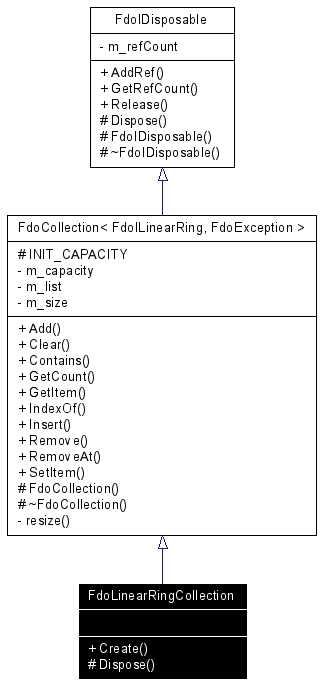 FdoIDisposable
- m_refCount
+ AddRef()
+ GetRefCount()
+ Release()
# Dispose()
# FdoIDisposable()
# ~FdoIDisposable()
FdoCollection< FdoILinearRing, FdoException >
# INIT_CAPACITY
- m_capacity
- m_list
- m_size
+ Add()
+ Clear()
+ Contains()
+ GetCount()
+ GetItem()
+ IndexOf()
+ Insert()
+ Remove()
+ RemoveAt()
+ SetItem()
# FdoCollection()
# ~FdoCollection()
- resize()
FdoLinearRingCollection
+ Create()
# Dispose()